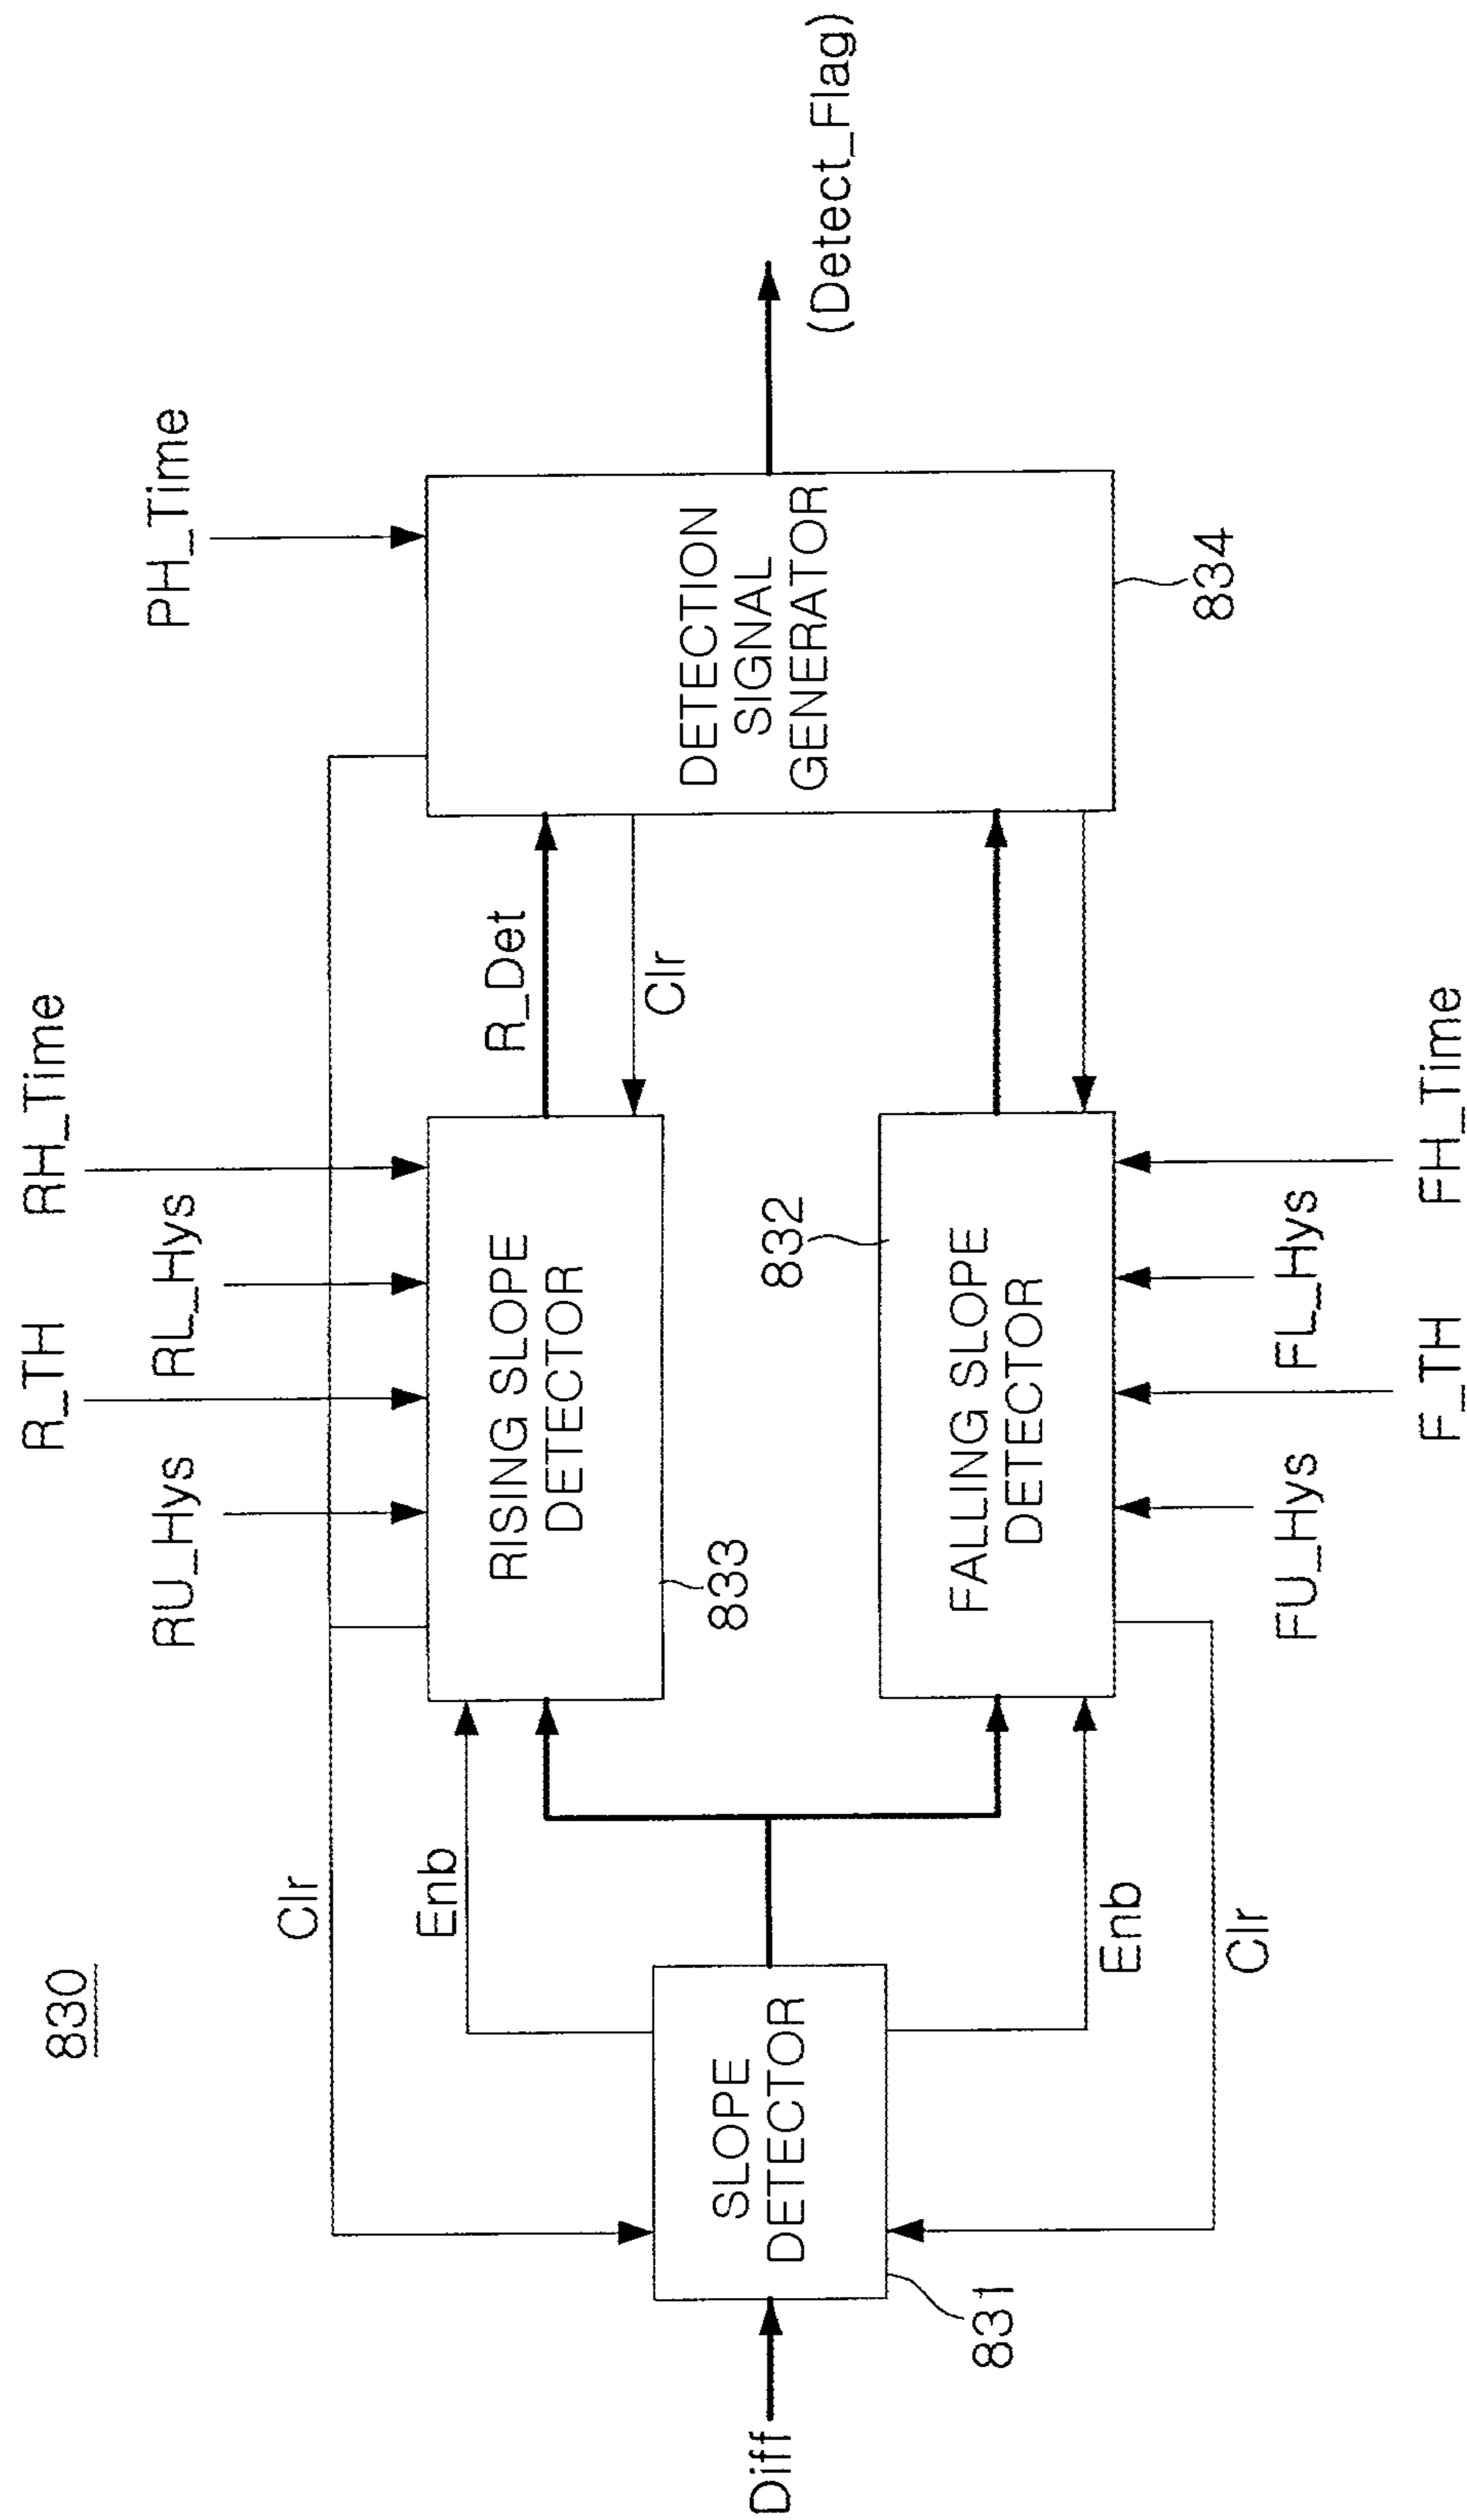 830
R_TH
RH_Time
RU_Hys
RL_Hys
PH_Time
Clr
Enb
RISING SLOPE
DETECTOR
833
R_Det
Clr
DETECTION
SIGNAL
GENERATOR
834
(Detect_Flag)
Diff
SLOPE
DETECTOR
831
832
FALLING SLOPE
DETECTOR
Enb
Clr
FU_Hys
FL_Hys
F_TH
FH_Time